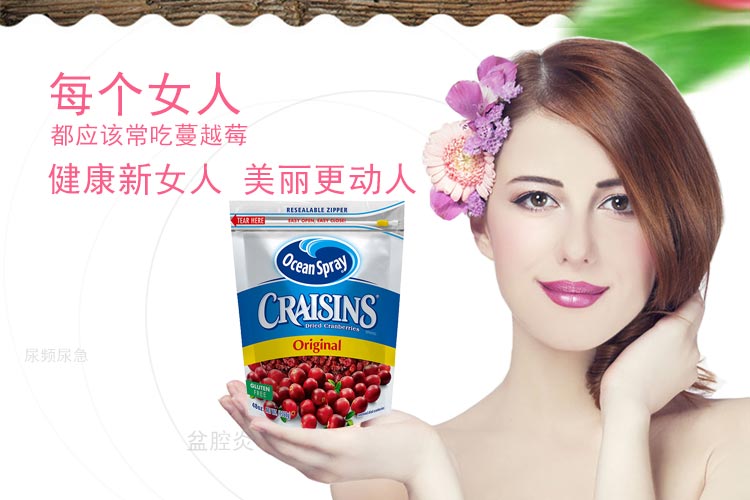 每个女人
都应该常吃蔓越莓
健康新女人 美丽更动人
RESEALABLE ZIPPER
TEAR HERE
EASY OPEN, EASY CLOSE!
Ocean Spray
CRAISINS
Dried Cranberries
Original
GLUTEN
FREE
48oz
尿频尿急
盆腔炎